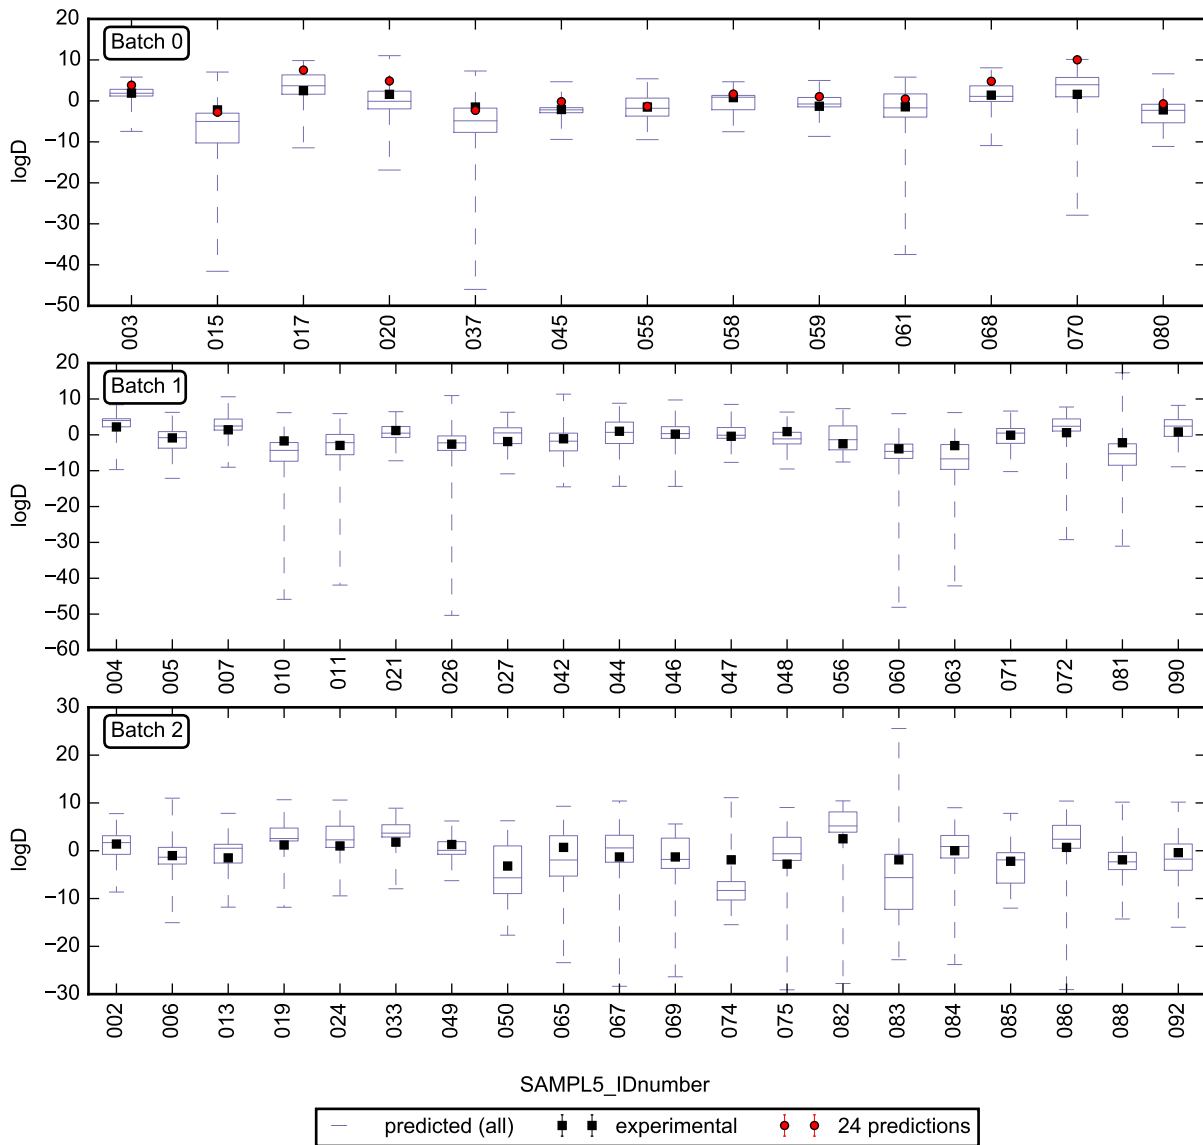 Batch 0
20
10
0
−10
−20
−30
−40
−50
logD
003 015 017 020 037 045 055 058 059 061 068 070 080
Batch 1
20
10
0
−10
−20
−30
−40
−50
−60
logD
004 005 007 010 011 021 026 027 042 044 046 047 048 056 060 063 071 072 081 090
Batch 2
30
20
10
0
−10
−20
−30
logD
002 006 013 019 024 033 049 050 065 067 069 074 075 082 083 084 085 086 088 092
SAMPL5_IDnumber
predicted (all) experimental 24 predictions